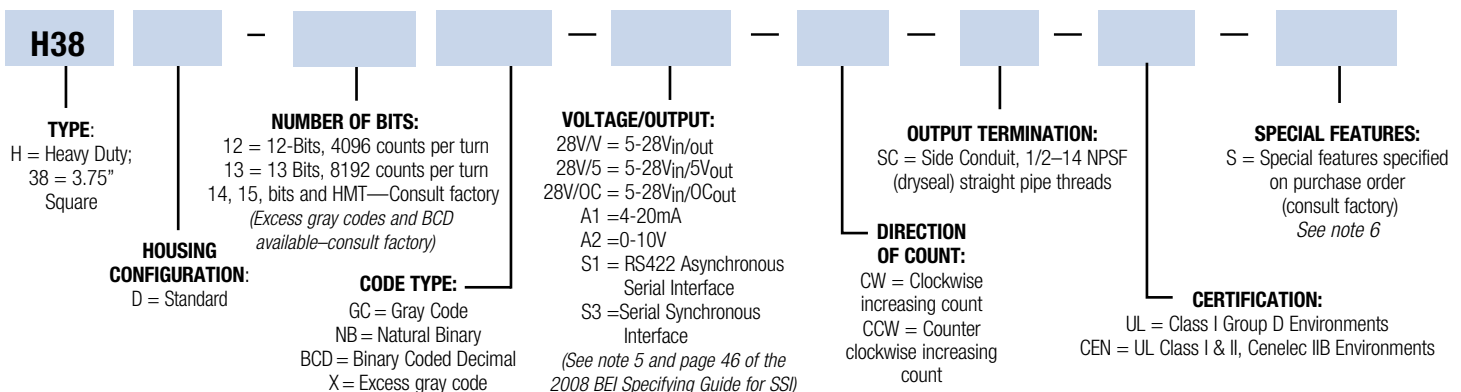 H38
— — — — — —
TYPE:
H = Heavy Duty;
38 = 3.75"
Square
HOUSING
CONFIGURATION:
D = Standard
NUMBER OF BITS:
12 = 12-Bits, 4096 counts per turn
13 = 13 Bits, 8192 counts per turn
14, 15, bits and HMT—Consult factory
(Excess gray codes and BCD
available–consult factory)
CODE TYPE:
GC = Gray Code
NB = Natural Binary
BCD = Binary Coded Decimal
X = Excess gray code
VOLTAGE/OUTPUT:
28V/V = 5-28Vin/out
28V/5 = 5-28Vin/5Vout
28V/OC = 5-28Vin/OCout
A1 =4-20mA
A2 =0-10V
S1 = RS422 Asynchronous
Serial Interface
S3 =Serial Synchronous
Interface
(See note 5 and page 46 of the
2008 BEI Specifying Guide for SSI)
DIRECTION
OF COUNT:
CW = Clockwise
increasing count
CCW = Counter
clockwise increasing
count
OUTPUT TERMINATION:
SC = Side Conduit, 1/2–14 NPSF
(dryseal) straight pipe threads
CERTIFICATION:
UL = Class I Group D Environments
CEN = UL Class I & II, Cenelec IIB Environments
SPECIAL FEATURES:
S = Special features specified
on purchase order
(consult factory)
See note 6